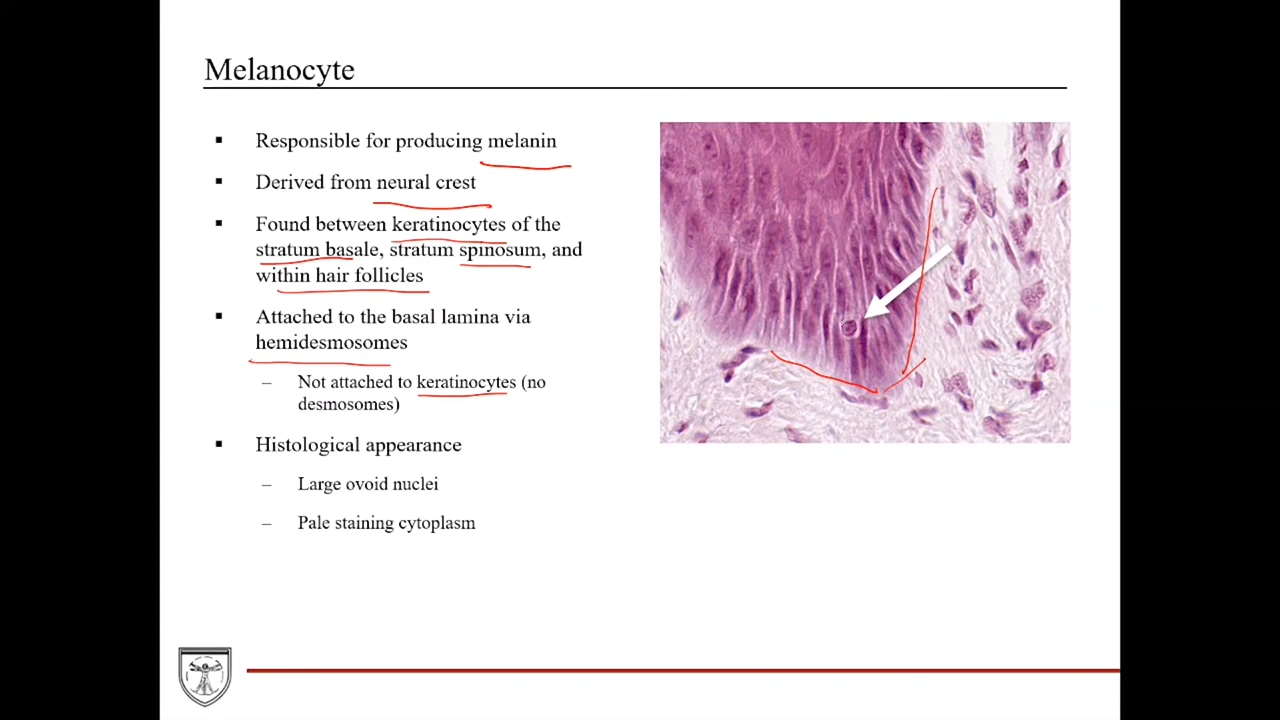 Melanocyte
▪ Responsible for producing melanin
▪ Derived from neural crest
▪ Found between keratinocytes of the
stratum basale, stratum spinosum, and
within hair follicles
▪ Attached to the basal lamina via
hemidesmosomes
– Not attached to keratinocytes (no
desmosomes)
▪ Histological appearance
– Large ovoid nuclei
– Pale staining cytoplasm